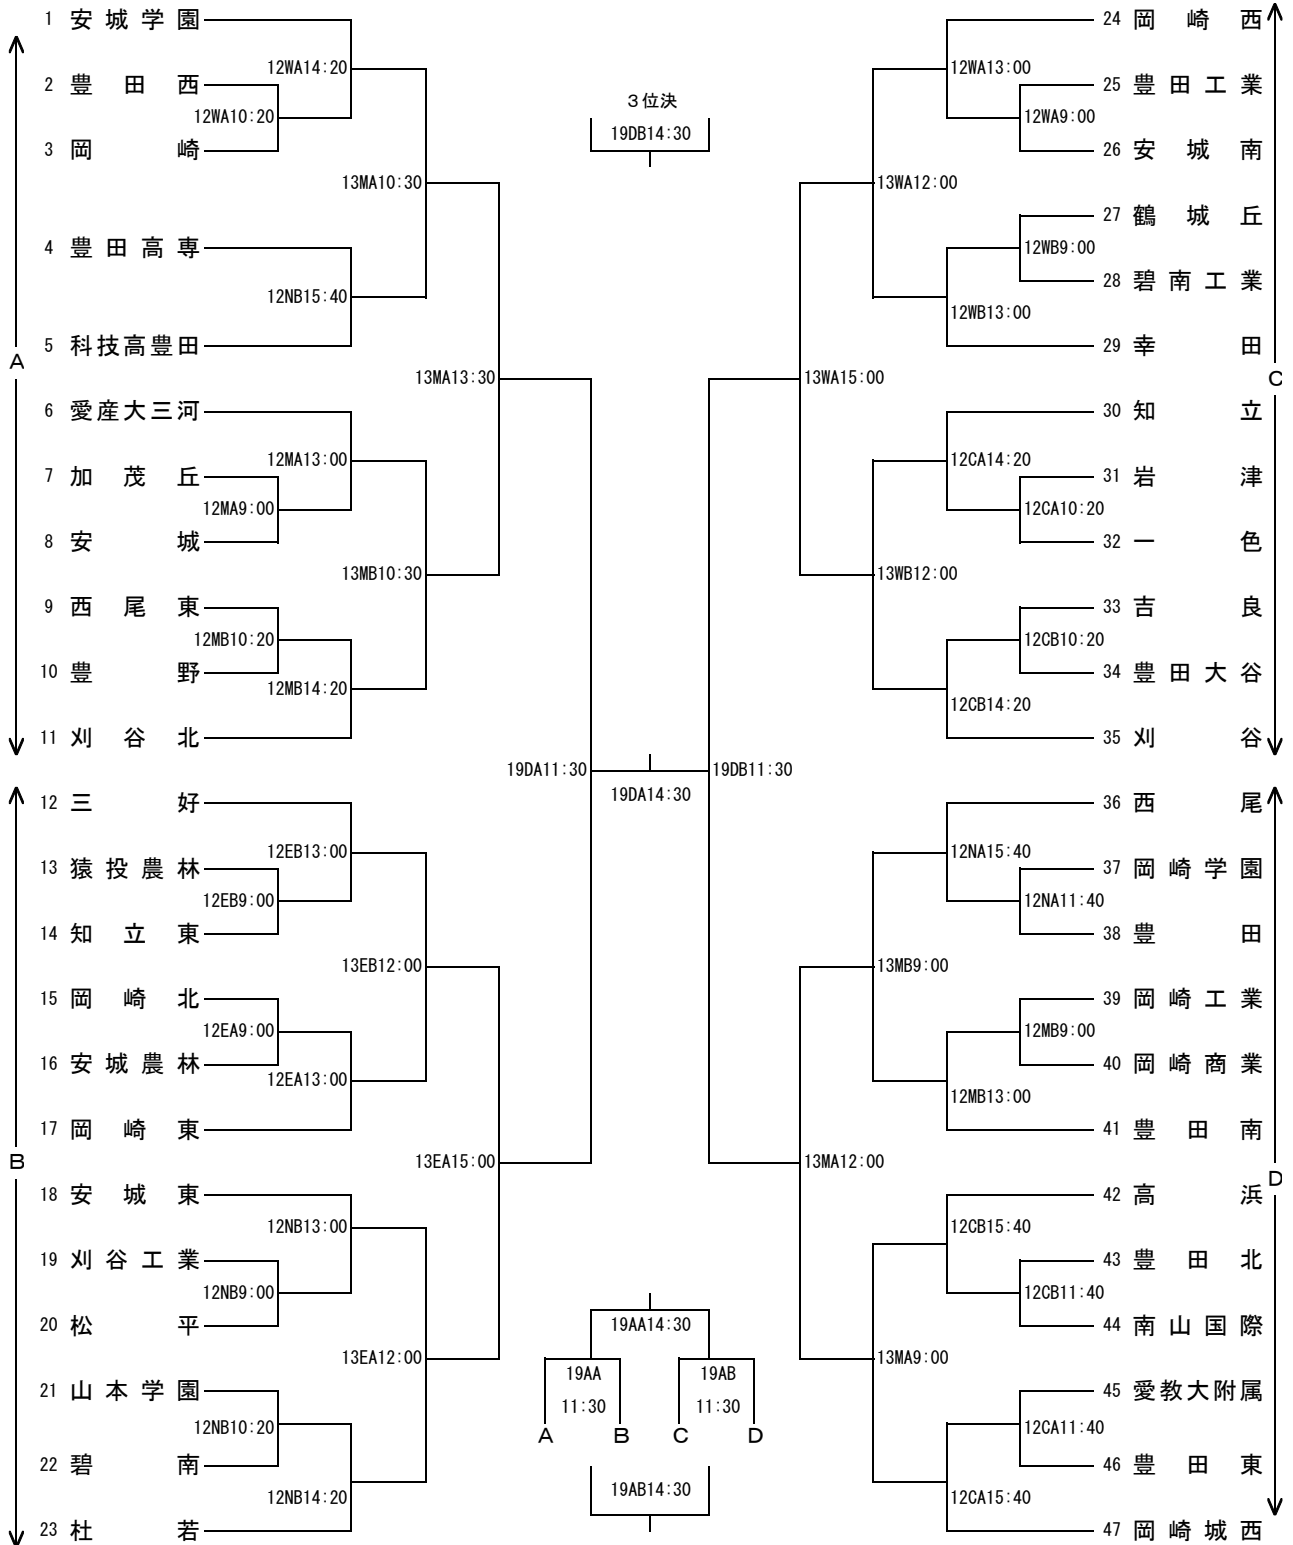 1 安城学園
12WA14:20
2 豊田西
12WA10:20
3 岡崎
13MA10:30
4 豊田高専
12NB15:40
5 科技高豊田
A
13MA13:30
6 愛産大三河
12MA13:00
7 加茂丘
12MA9:00
8 安城
13MB10:30
9 西尾東
12MB10:20
10 豊野
12MB14:20
11 刈谷北
19DA11:30
12 三好
12EB13:00
13 猿投農林
12EB9:00
14 知立東
13EB12:00
15 岡崎北
12EA9:00
16 安城農林
12EA13:00
17 岡崎東
B
13EA15:00
18 安城東
12NB13:00
19 刈谷工業
12NB9:00
20 松平
13EA12:00
21 山本学園
12NB10:20
22 碧南
12NB14:20
23 杜若
3位決
19DB14:30
19DA14:30
19AA14:30
19AA
11:30
19AB
11:30
A B C D
19AB14:30
24 岡崎西
12WA13:00
25 豊田工業
12WA9:00
26 安城南
13WA12:00
27 鶴城丘
12WB9:00
28 碧南工業
12WB13:00
29 幸田
C
13WA15:00
30 知立
12CA14:20
31 岩津
12CA10:20
32 一色
13WB12:00
33 吉良
12CB10:20
34 豊田大谷
12CB14:20
35 刈谷
19DB11:30
36 西尾
12NA15:40
37 岡崎学園
12NA11:40
38 豊田
13MB9:00
39 岡崎工業
12MB9:00
40 岡崎商業
12MB13:00
41 豊田南
13MA12:00
D
42 高浜
12CB15:40
43 豊田北
12CB11:40
44 南山国際
13MA9:00
45 愛教大附属
12CA11:40
46 豊田東
12CA15:40
47 岡崎城西